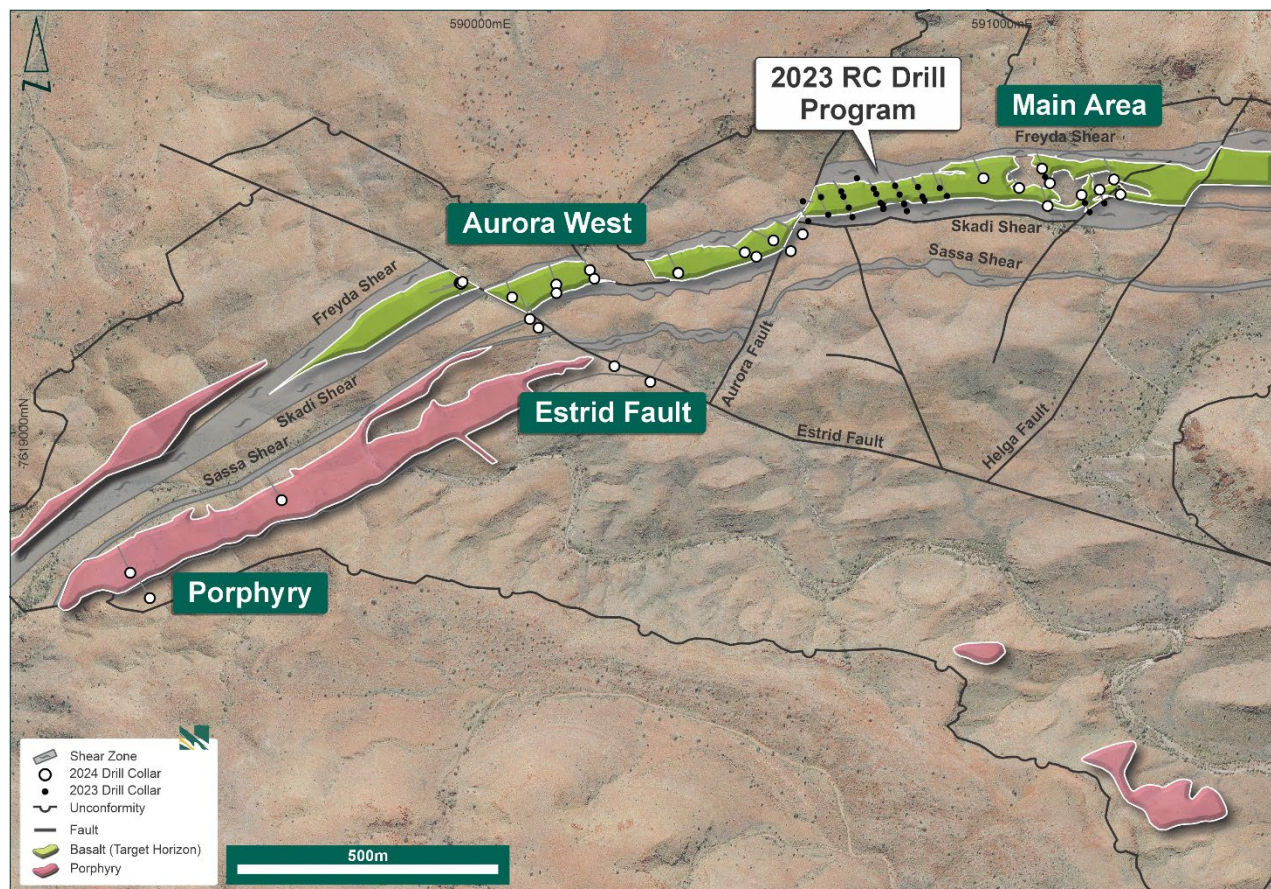 590000mE
591000mE
N
2023 RC Drill
Program
Main Area
Freyda Shear
Aurora West
Skadi Shear
Sassa Shear
Freyda Shear
Aurora Fault
Skadi Shear
Estrid Fault
Estrid Fault
Helga Fault
7619000mN
Sassa Shear
Porphyry
Shear Zone
2024 Drill Collar
2023 Drill Collar
Unconformity
Fault
Basalt (Target Horizon)
Porphyry
500m